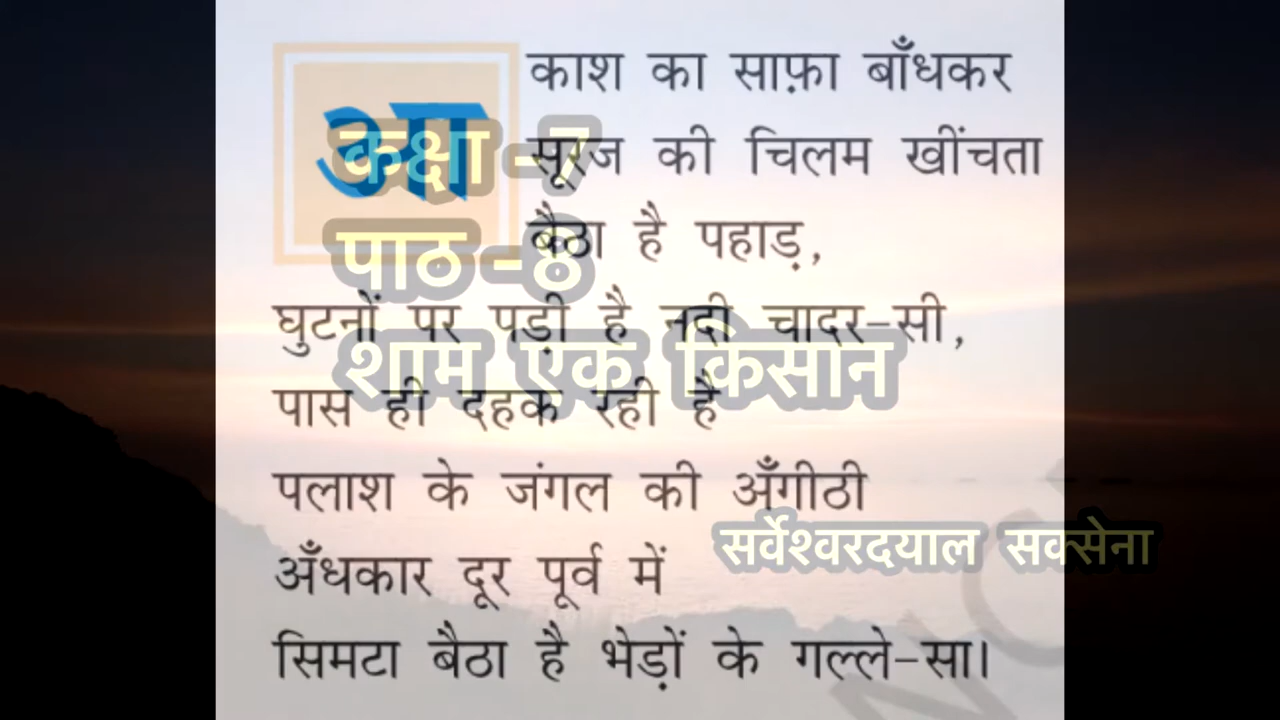 आकाश का साफ़ा बाँधकर
सूरज की चिलम खींचता
बैठा है पहाड़,
घुटनों पर पड़ी है नदी चादर-सी,
पास ही दहक रही है
पलाश के जंगल की अँगीठी
अँधकार दूर पूर्व में
सिमटा बैठा है भेड़ों के गल्ले-सा।
कक्षा -7
पाठ -8
शाम एक किसान
सर्वेश्वरदयाल सक्सेना